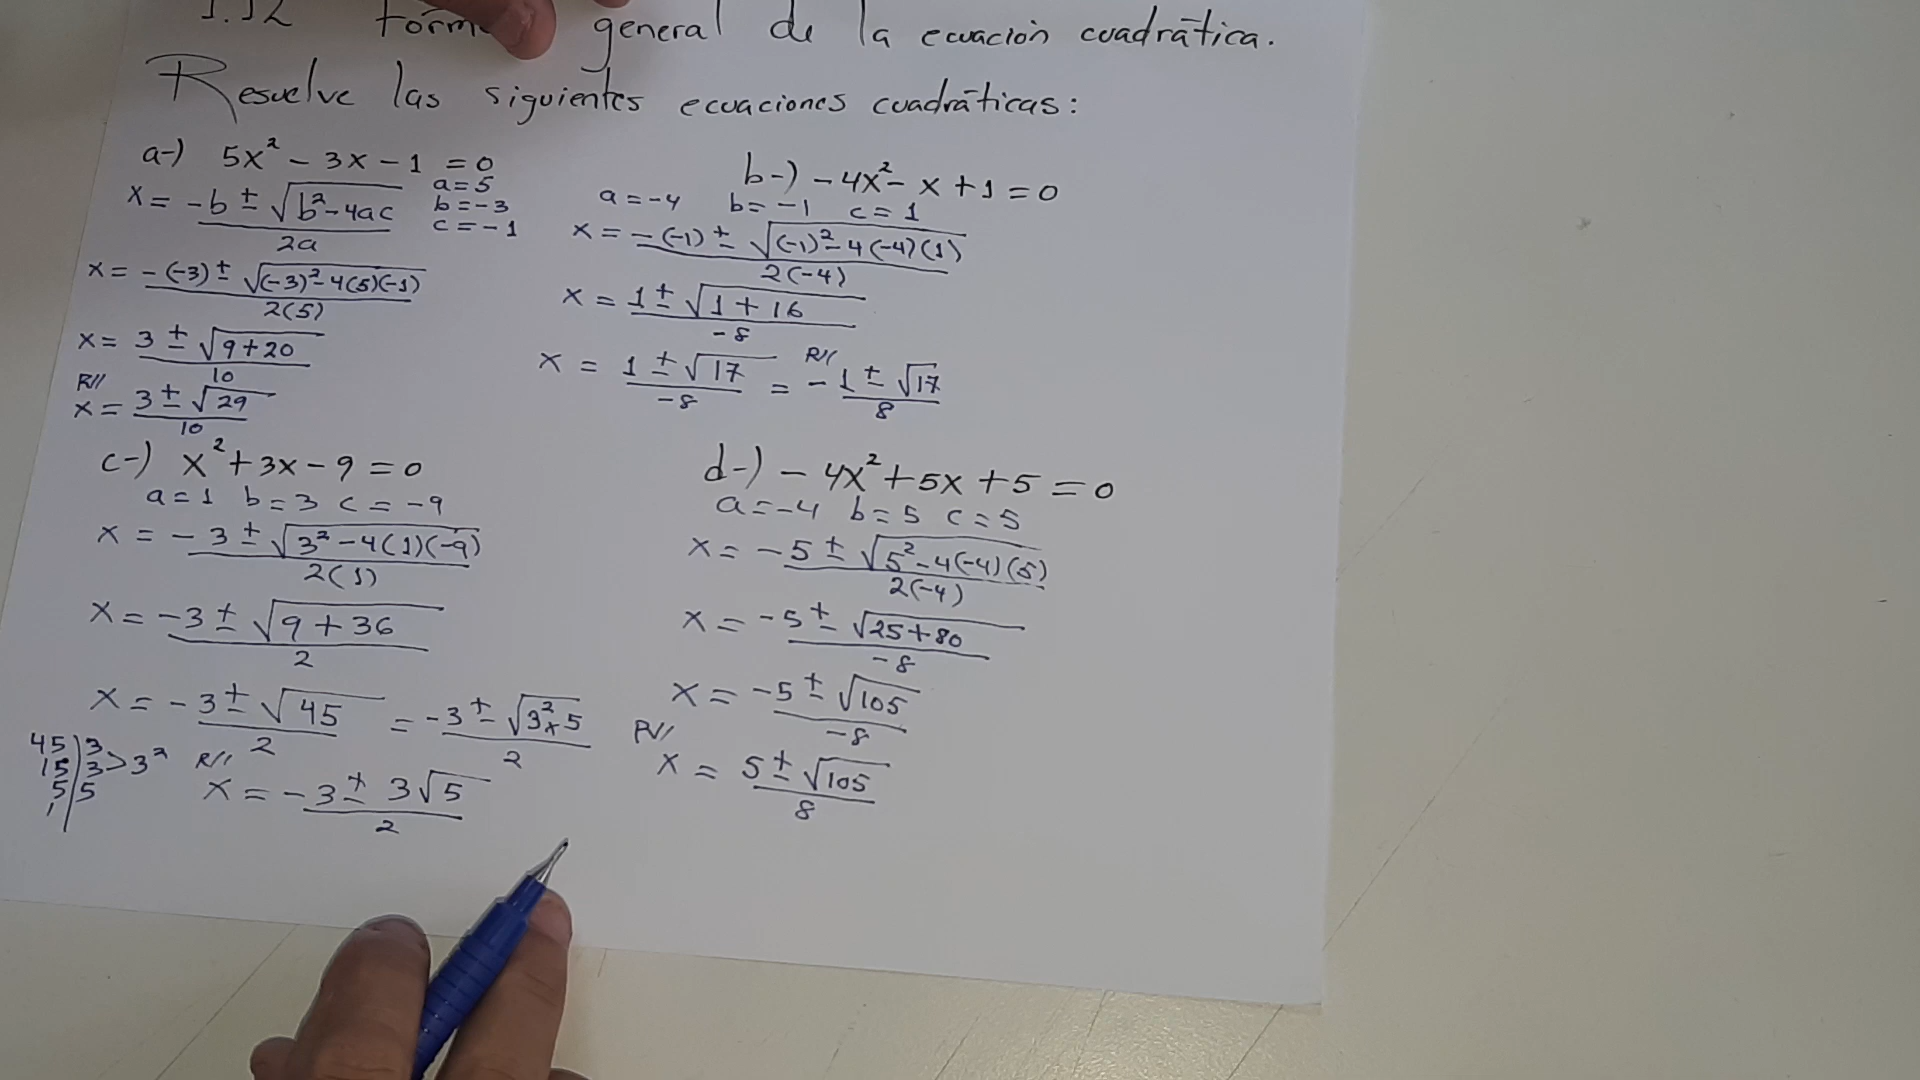 1.12 general de la ecuación cuadrática.
Resuelve las siguientes ecuaciones cuadráticas:
a-) 5x² - 3x - 1 = 0
x = (-b ± √(b² - 4ac))/(2a)
a = 5
b = -3
c = -1
x = (-(-3) ± √((-3)² - 4(5)(-1)))/(2(5))
x = (3 ± √(9 + 20))/10
R//
x = (3 ± √29)/10
b-) -4x² - x + 1 = 0
a = -4 b = -1 c = 1
x = (-(-1) ± √((-1)² - 4(-4)(1)))/(2(-4))
x = (1 ± √(1 + 16))/(-8)
R//
x = (1 ± √17)/(-8) = -(1 ± √17)/8
c-) x² + 3x - 9 = 0
a = 1 b = 3 c = -9
x = (-3 ± √(3² - 4(1)(-9)))/(2(1))
x = (-3 ± √(9 + 36))/2
x = (-3 ± √45)/2 = (-3 ± √(3² x 5))/2
45 | 3
15 | 3 > 3²
5 | 5
1
R//
x = (-3 ± 3√5)/2
d-) -4x² + 5x + 5 = 0
a = -4 b = 5 c = 5
x = (-5 ± √(5² - 4(-4)(5)))/(2(-4))
x = (-5 ± √(25 + 80))/(-8)
x = (-5 ± √105)/(-8)
R//
x = (5 ± √105)/8